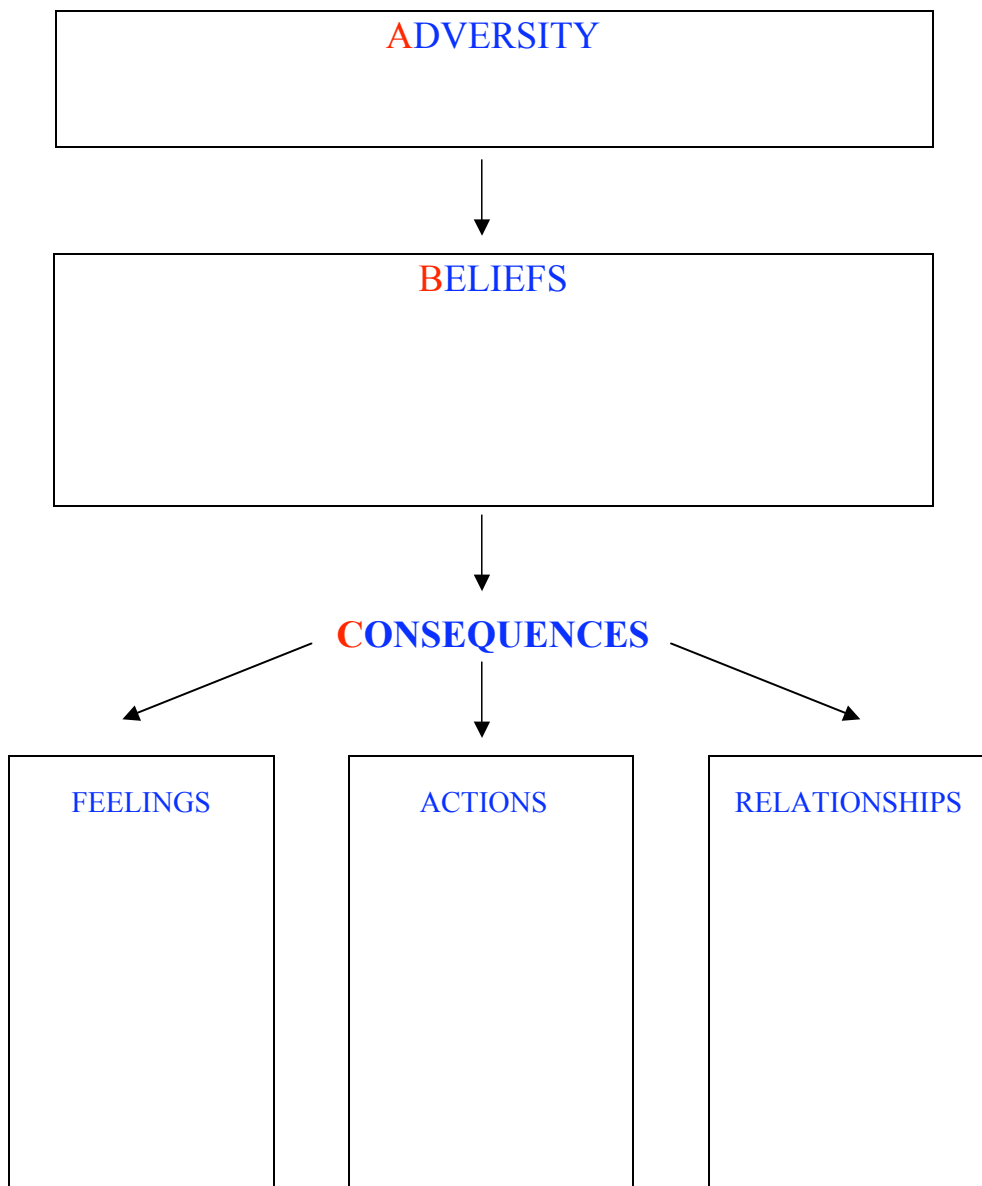 ADVERSITY
BELIEFS
CONSEQUENCES
FEELINGS
ACTIONS
RELATIONSHIPS